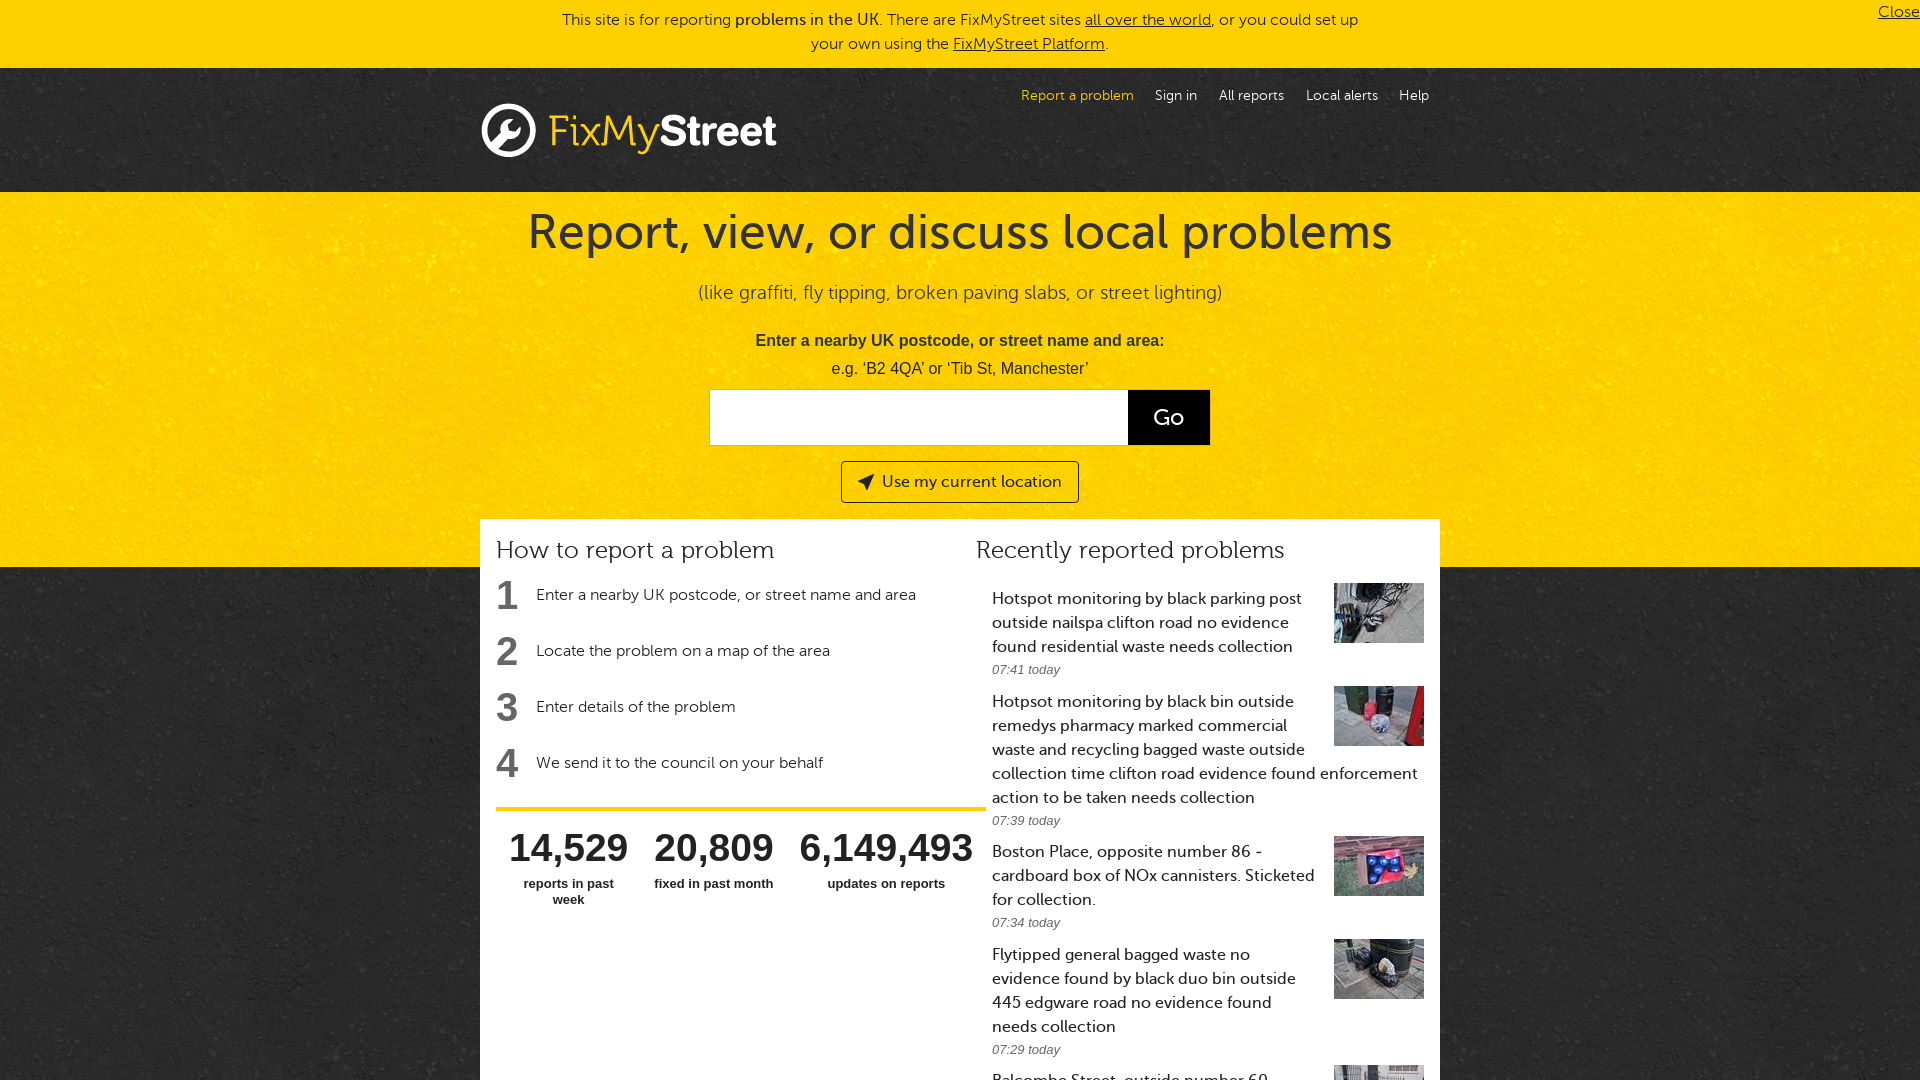 This site is for reporting problems in the UK. There are FixMyStreet sites all over the world, or you could set up
your own using the FixMyStreet Platform.
Close
Report a problem
Sign in
All reports
Local alerts
Help
FixMyStreet
Report, view, or discuss local problems
(like graffiti, fly tipping, broken paving slabs, or street lighting)
Enter a nearby UK postcode, or street name and area:
e.g. ‘B2 4QA’ or ‘Tib St, Manchester’
Go
Use my current location
How to report a problem
1 Enter a nearby UK postcode, or street name and area
2 Locate the problem on a map of the area
3 Enter details of the problem
4 We send it to the council on your behalf
14,529
reports in past
week
20,809
fixed in past month
6,149,493
updates on reports
Recently reported problems
Hotspot monitoring by black parking post
outside nailspa clifton road no evidence
found residential waste needs collection
07:41 today
Hotpsot monitoring by black bin outside
remedys pharmacy marked commercial
waste and recycling bagged waste outside
collection time clifton road evidence found enforcement
action to be taken needs collection
07:39 today
Boston Place, opposite number 86 -
cardboard box of NOx cannisters. Sticketed
for collection.
07:34 today
Flytipped general bagged waste no
evidence found by black duo bin outside
445 edgware road no evidence found
needs collection
07:29 today
Balcombe Street, outside number 60